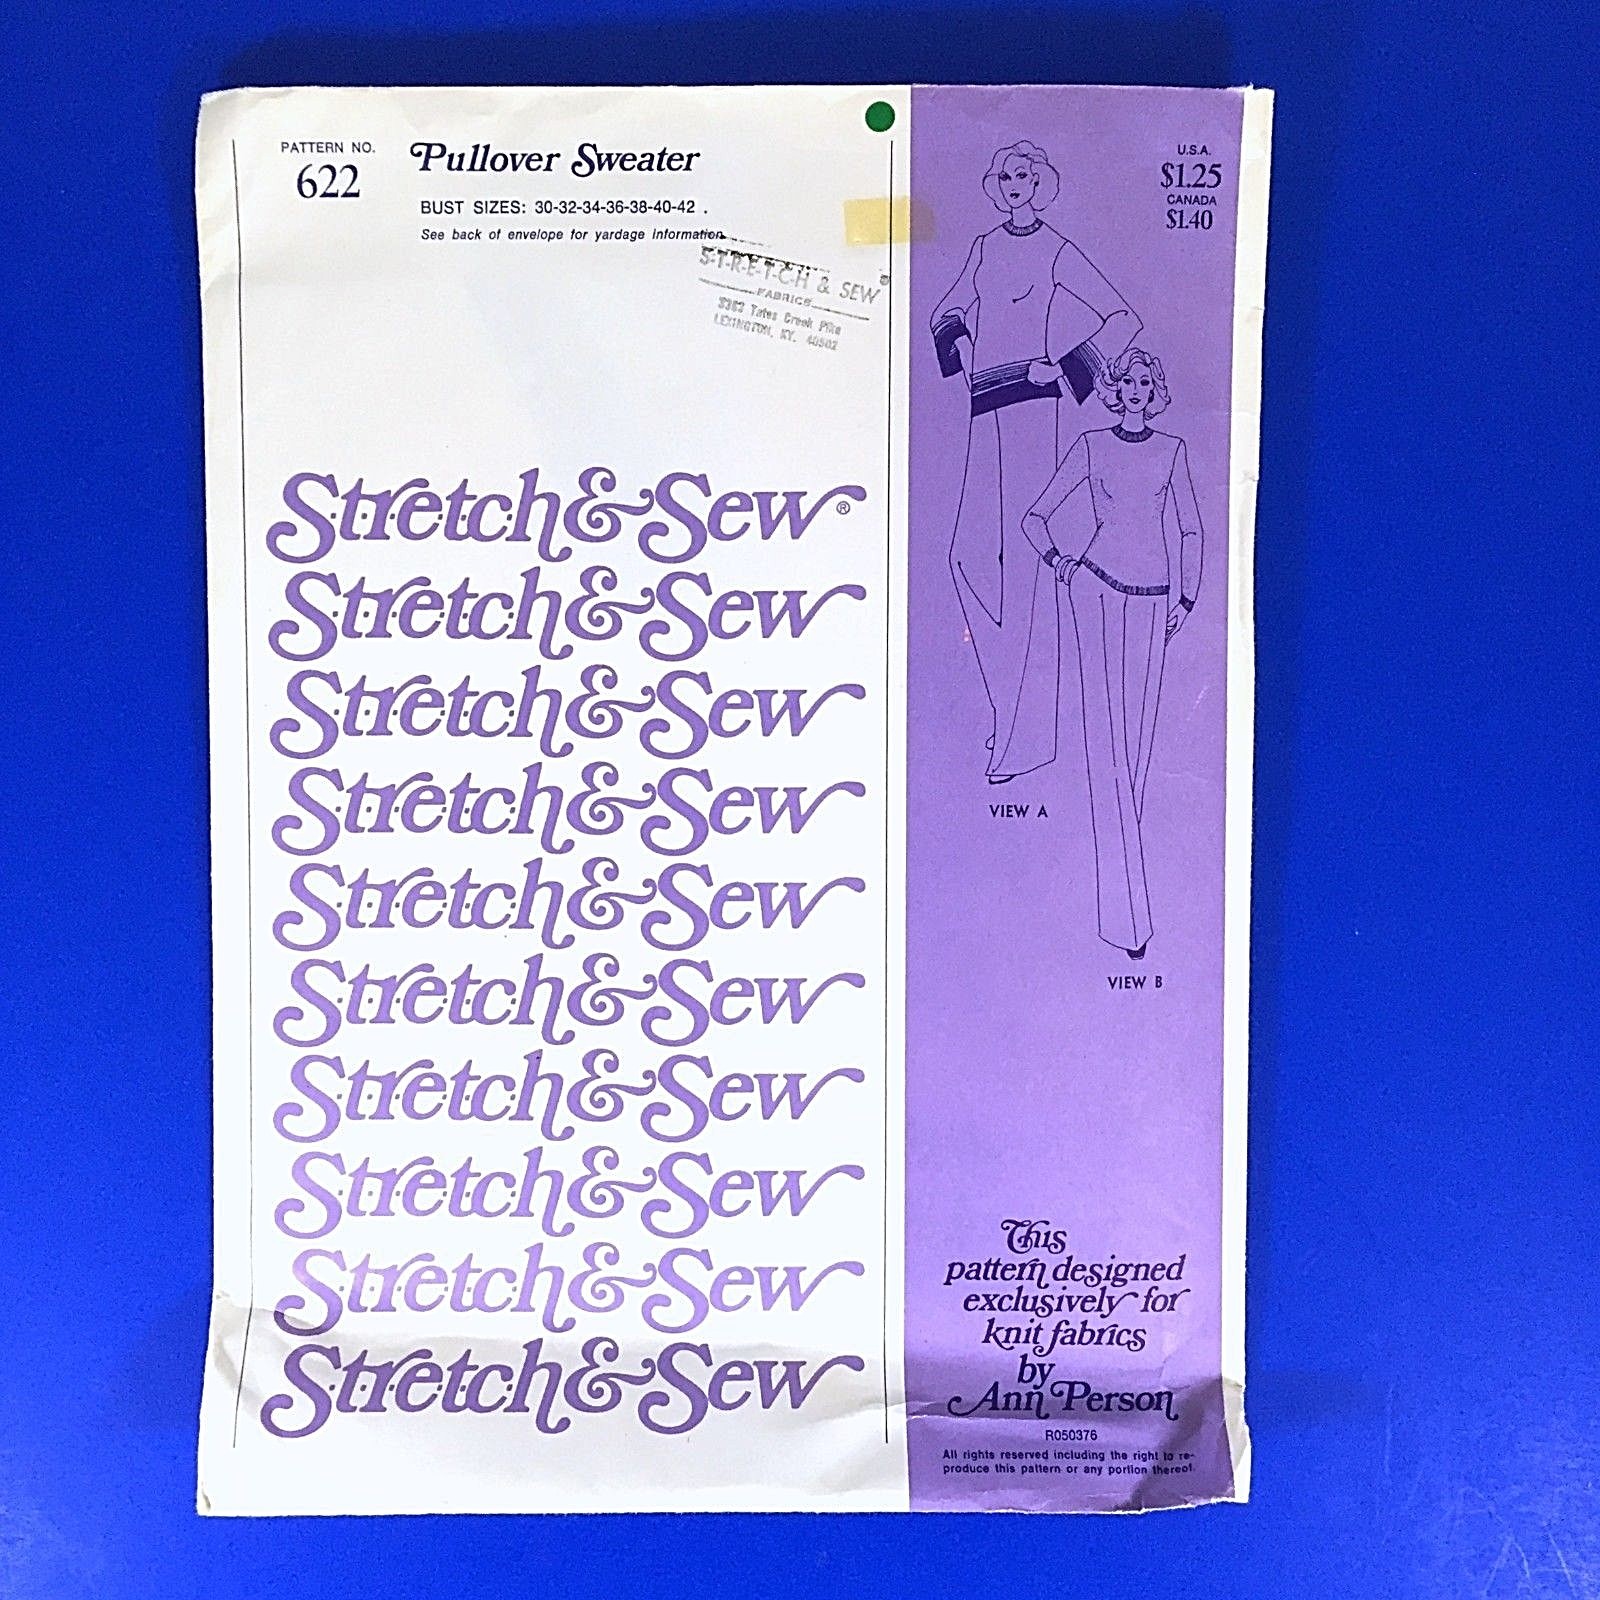 PATTERN NO.
622
Pullover Sweater
BUST SIZES: 30-32-34-36-38-40-42 .
See back of envelope for yardage information.
S-T-R-E-T-C-H & SEW®
FABRICS
Tates Creek Pike
LEXINGTON, KY. 40502
Stretch & Sew®
Stretch & Sew
Stretch & Sew
Stretch & Sew
Stretch & Sew
Stretch & Sew
Stretch & Sew
Stretch & Sew
Stretch & Sew
Stretch & Sew
U.S.A.
$1.25
CANADA
$1.40
VIEW A
VIEW B
This
pattern designed
exclusively for
knit fabrics
by
Ann Person
R050376
All rights reserved including the right to re-
produce this pattern or any portion thereof.